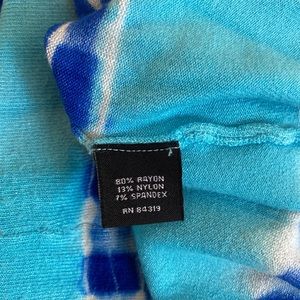 80% RAYON
13% NYLON
7% SPANDEX
RN 84319